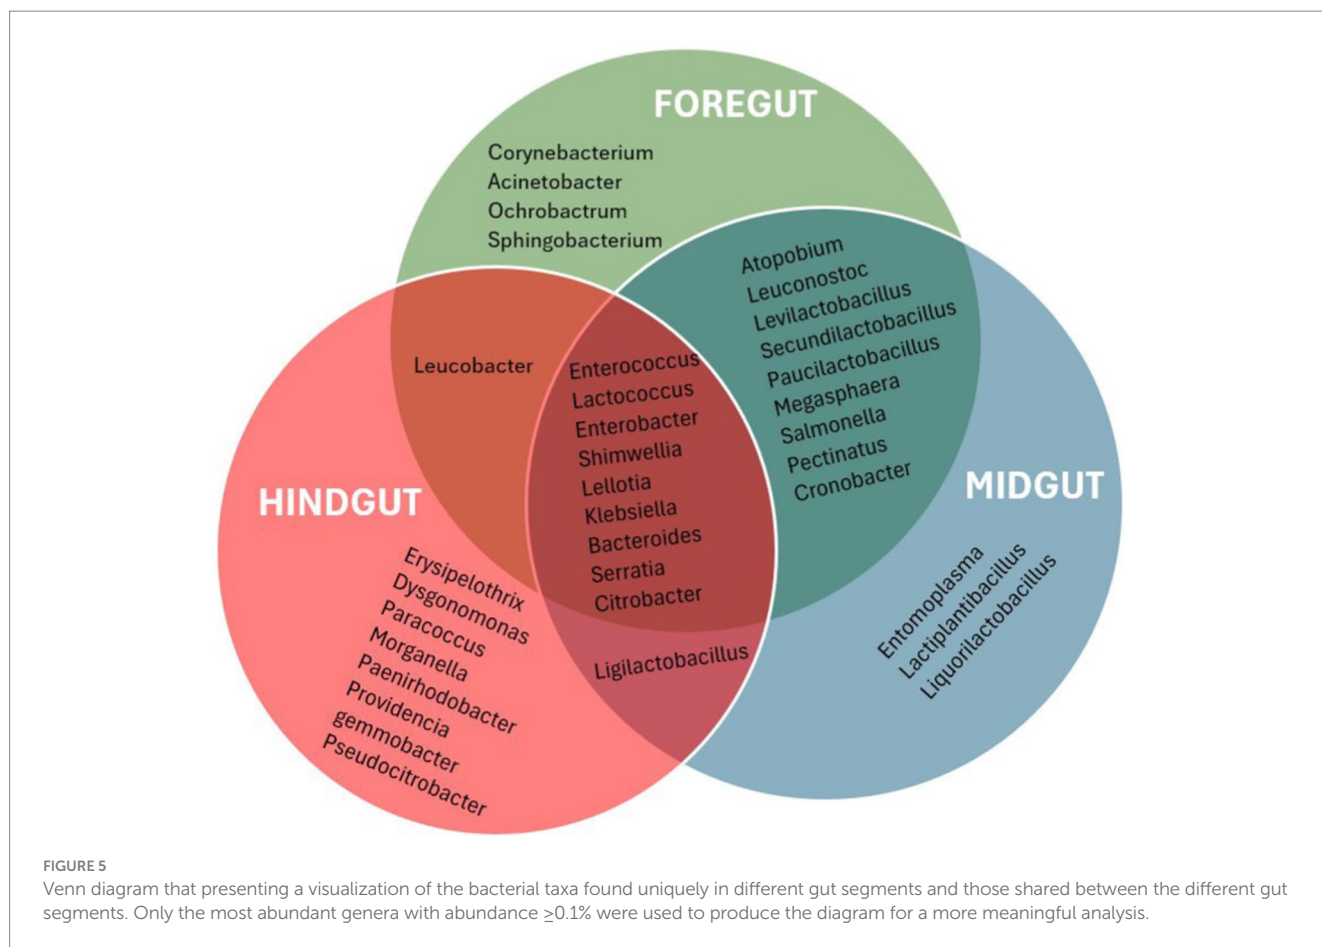 FOREGUT
Corynebacterium
Acinetobacter
Ochrobactrum
Sphingobacterium
Atopobium
Leuconostoc
Levilactobacillus
Secundilactobacillus
Paucilactobacillus
Megasphaera
Salmonella
Pectinatus
Cronobacter
Leucobacter
Enterococcus
Lactococcus
Enterobacter
Shimwellia
Lellotia
Klebsiella
Bacteroides
Serratia
Citrobacter
HINDGUT
MIDGUT
Erysipelothrix
Dysgonomonas
Paracoccus
Morganella
Paenirhodobacter
Providencia
gemmobacter
Pseudocitrobacter
Ligilactobacillus
Entomoplasma
Lactiplantibacillus
Liquorilactobacillus
FIGURE 5
Venn diagram that presenting a visualization of the bacterial taxa found uniquely in different gut segments and those shared between the different gut
segments. Only the most abundant genera with abundance ≥0.1% were used to produce the diagram for a more meaningful analysis.